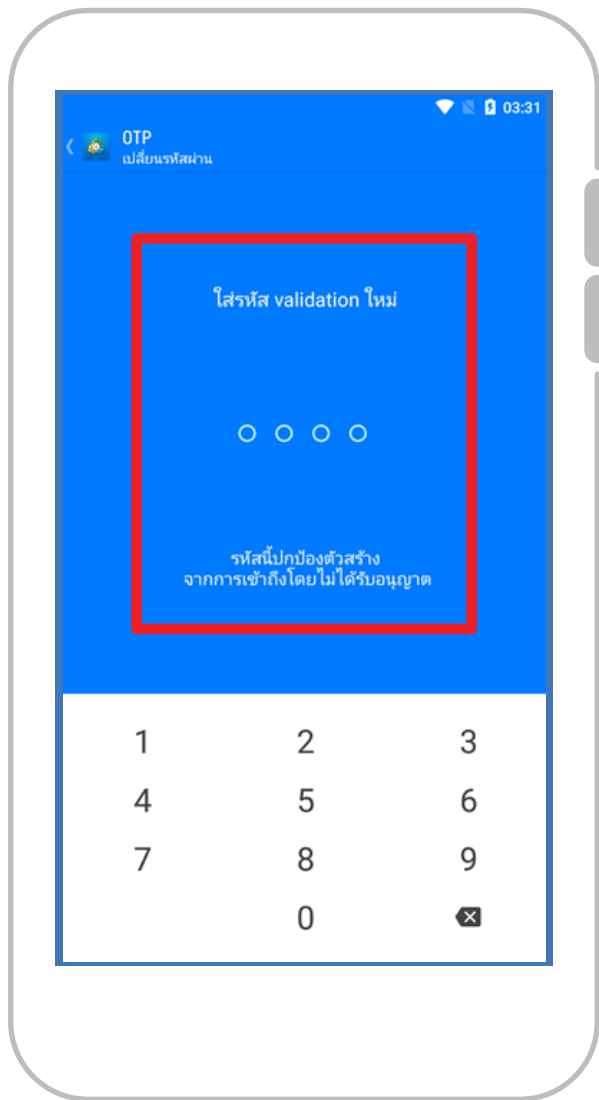 03:31
OTP
เปลี่ยนรหัสผ่าน
ใส่รหัส validation ใหม่
รหัสนี้ปกป้องตัวสร้าง
จากการเข้าถึงโดยไม่ได้รับอนุญาต
1 2 3
4 5 6
7 8 9
0